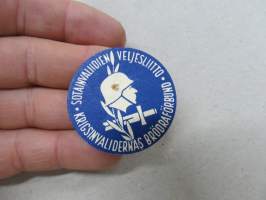 SOTAINVALIDIEN VELJESLIITTO
KRIGSINVALIDERNAS BRÖDRAFÖRBUND